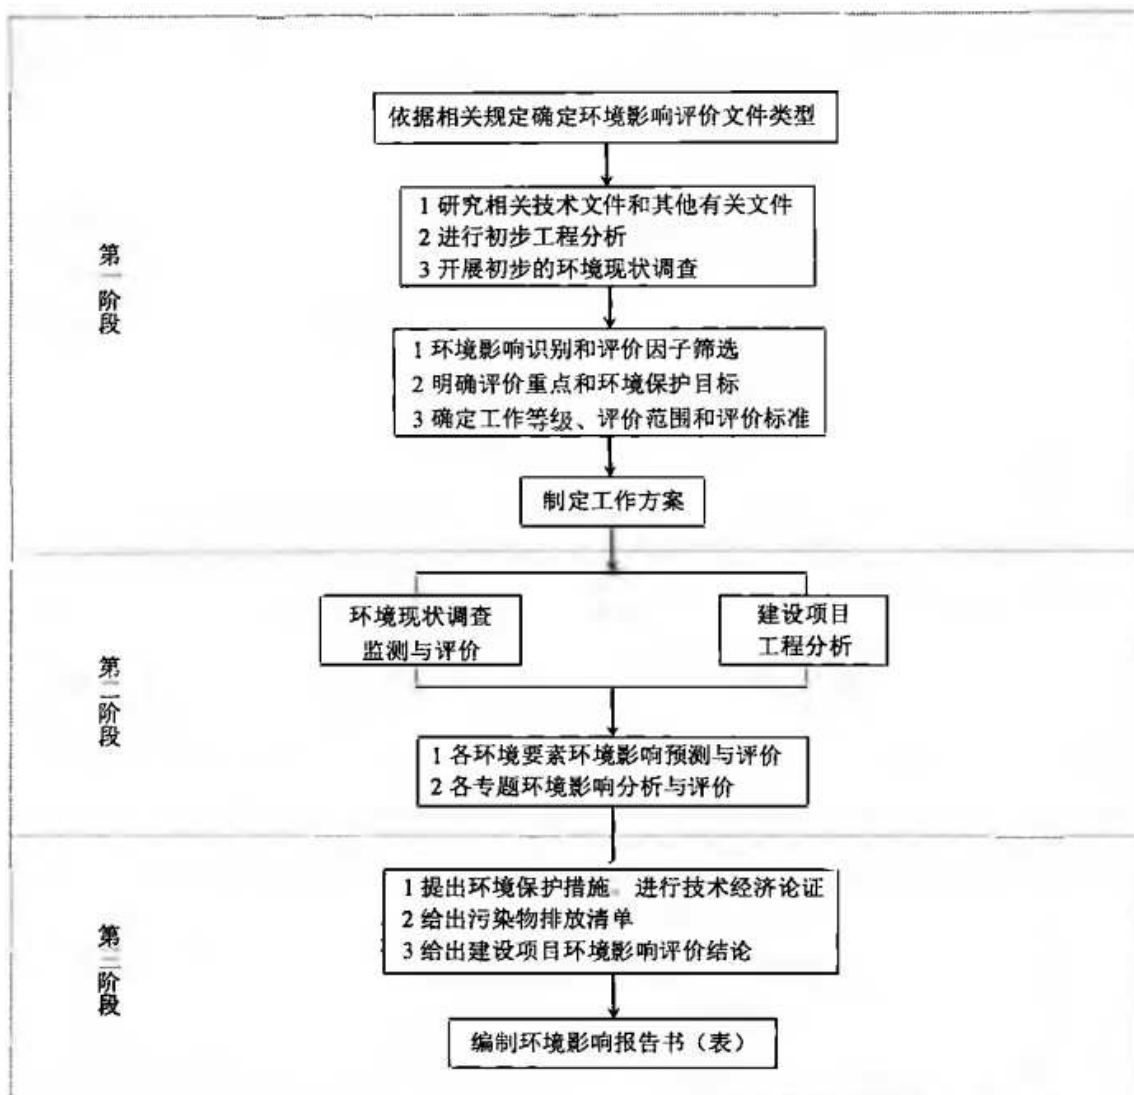 依据相关规定确定环境影响评价文件类型
1 研究相关技术文件和其他有关文件
2 进行初步工程分析
3 开展初步的环境现状调查
第一阶段
1 环境影响识别和评价因子筛选
2 明确评价重点和环境保护目标
3 确定工作等级、评价范围和评价标准
制定工作方案
环境现状调查
监测与评价
建设项目
工程分析
第二阶段
1 各环境要素环境影响预测与评价
2 各专题环境影响分析与评价
1 提出环境保护措施。进行技术经济论证
2 给出污染物排放清单
3 给出建设项目环境影响评价结论
第三阶段
编制环境影响报告书（表）